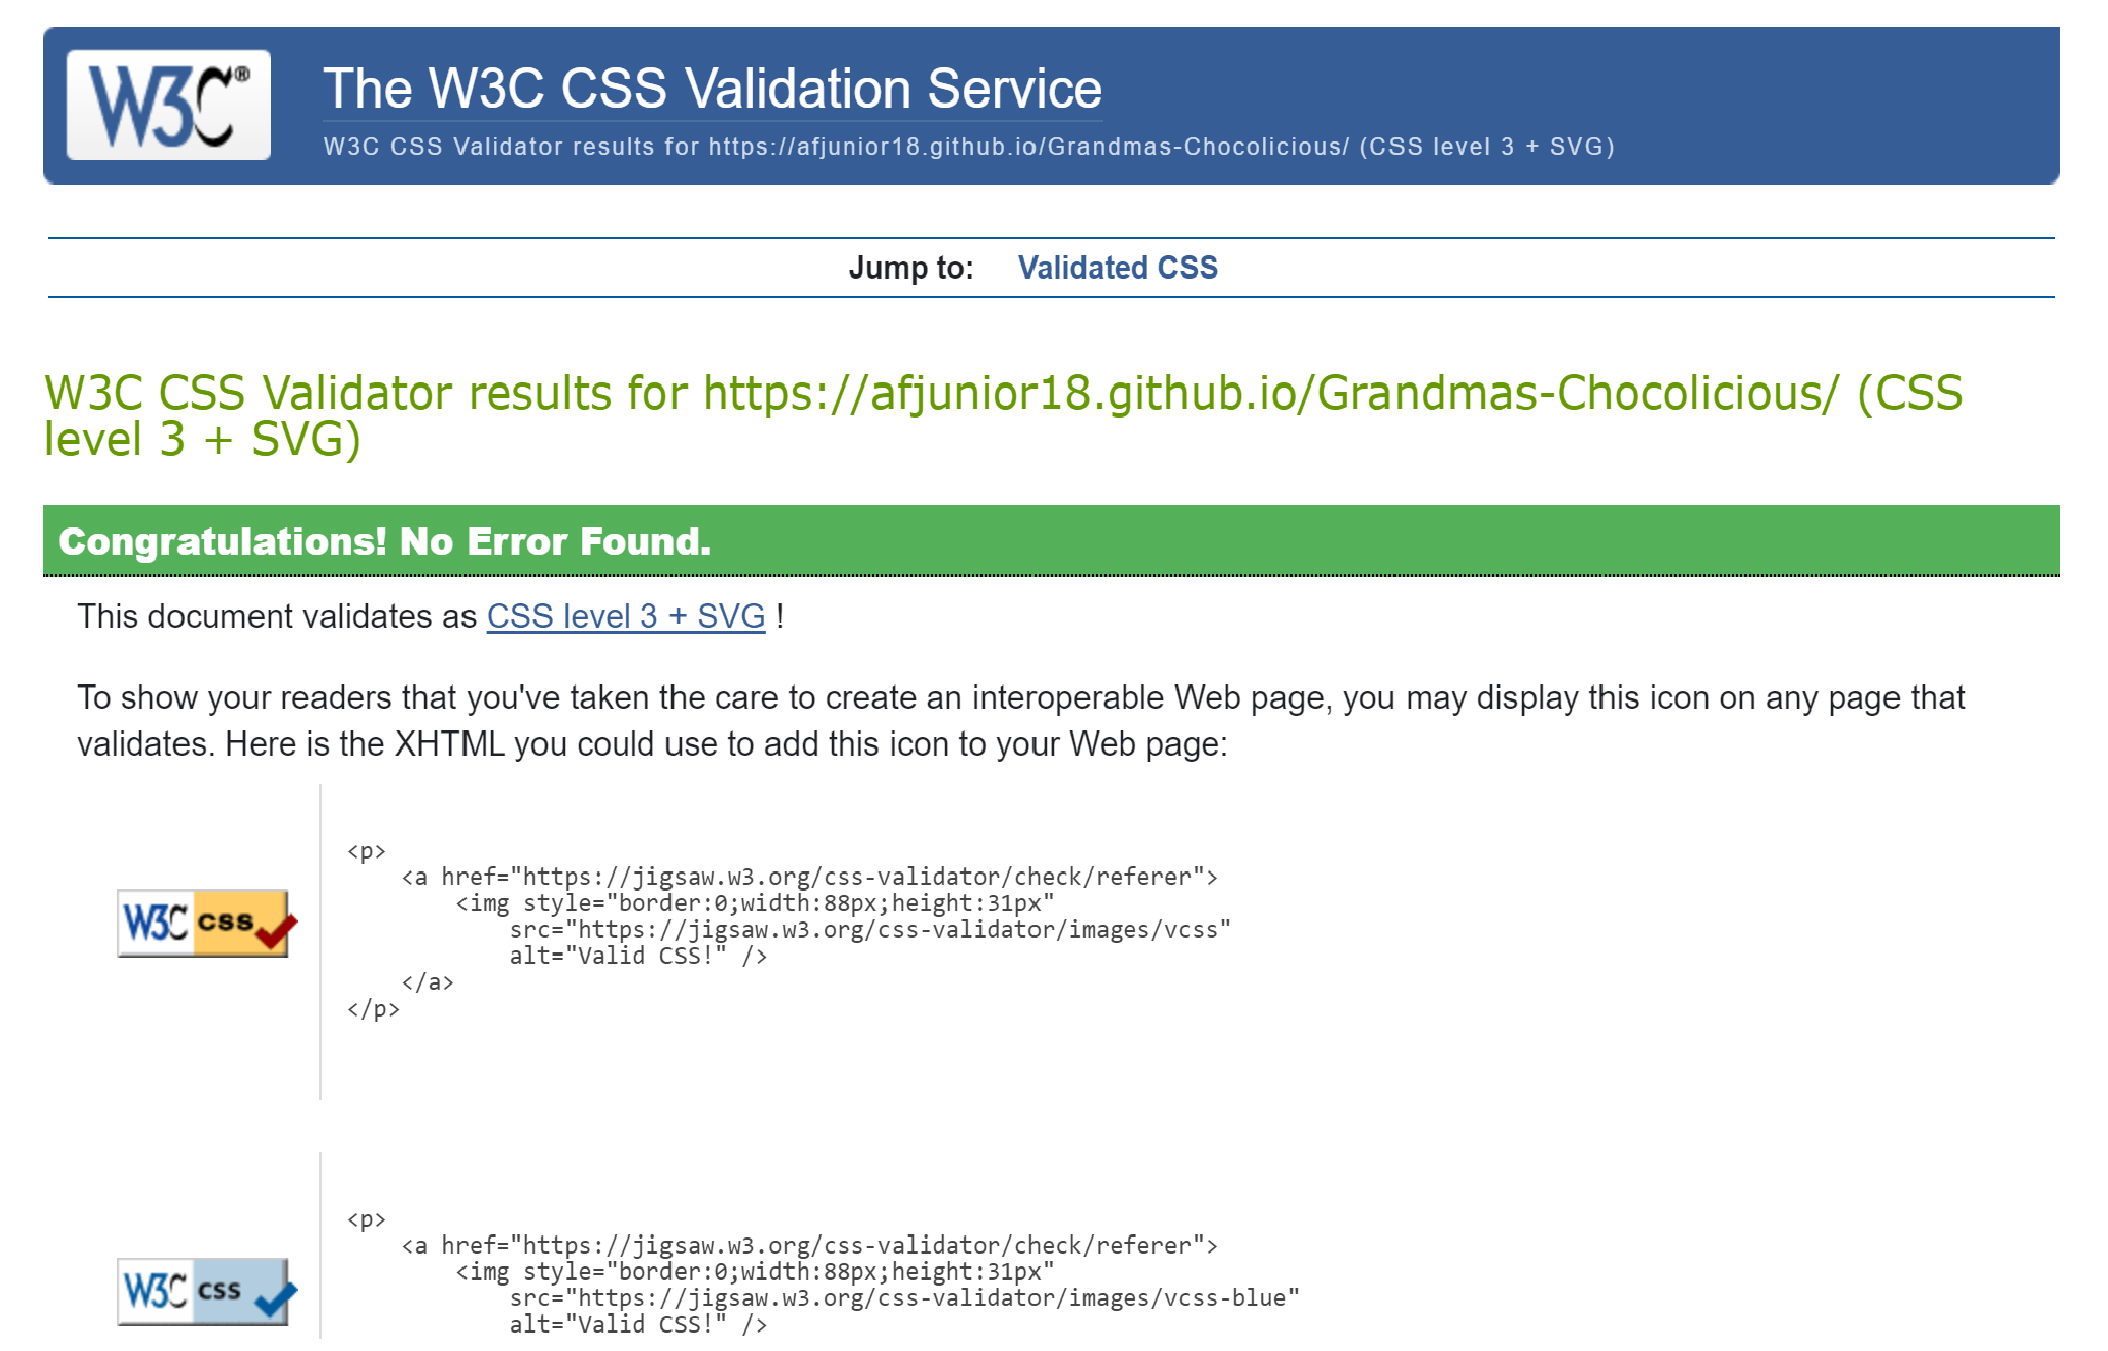 W3C®
The W3C CSS Validation Service
W3C CSS Validator results for https://afjunior18.github.io/Grandmas-Chocolicious/ (CSS level 3 + SVG)
Jump to: Validated CSS
W3C CSS Validator results for https://afjunior18.github.io/Grandmas-Chocolicious/ (CSS
level 3 + SVG)
Congratulations! No Error Found.
This document validates as CSS level 3 + SVG !
To show your readers that you've taken the care to create an interoperable Web page, you may display this icon on any page that
validates. Here is the XHTML you could use to add this icon to your Web page:
W3C css
<p>
    <a href="https://jigsaw.w3.org/css-validator/check/referer">
        <img style="border:0;width:88px;height:31px"
            src="https://jigsaw.w3.org/css-validator/images/vcss"
            alt="Valid CSS!" />
    </a>
</p>
W3C css
<p>
    <a href="https://jigsaw.w3.org/css-validator/check/referer">
        <img style="border:0;width:88px;height:31px"
            src="https://jigsaw.w3.org/css-validator/images/vcss-blue"
            alt="Valid CSS!" />